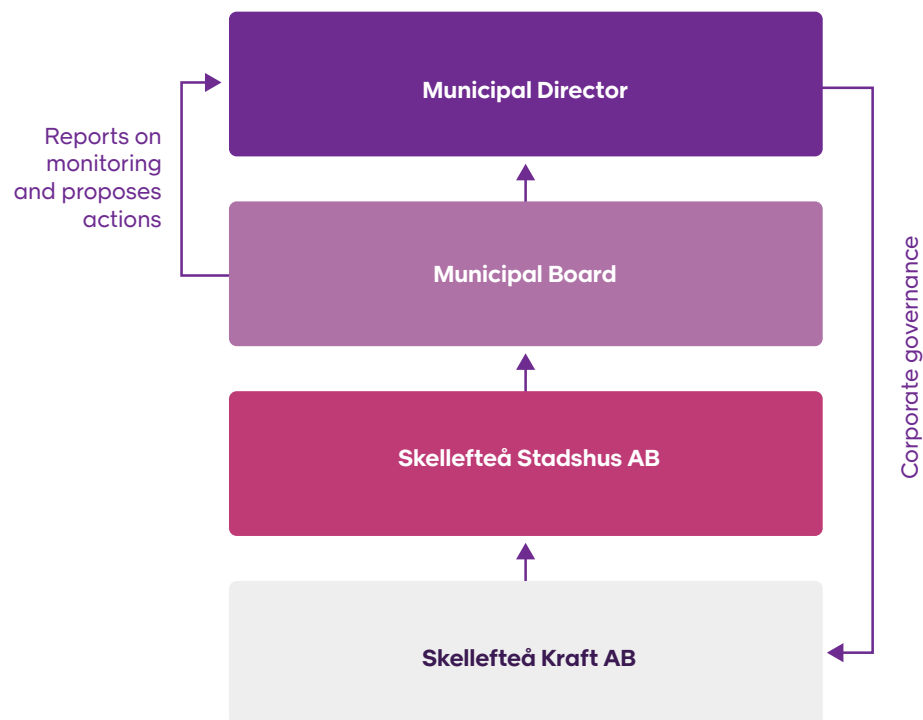 Municipal Director
Reports on
monitoring
and proposes
actions
Municipal Board
Corporate governance
Skellefteå Stadshus AB
Skellefteå Kraft AB